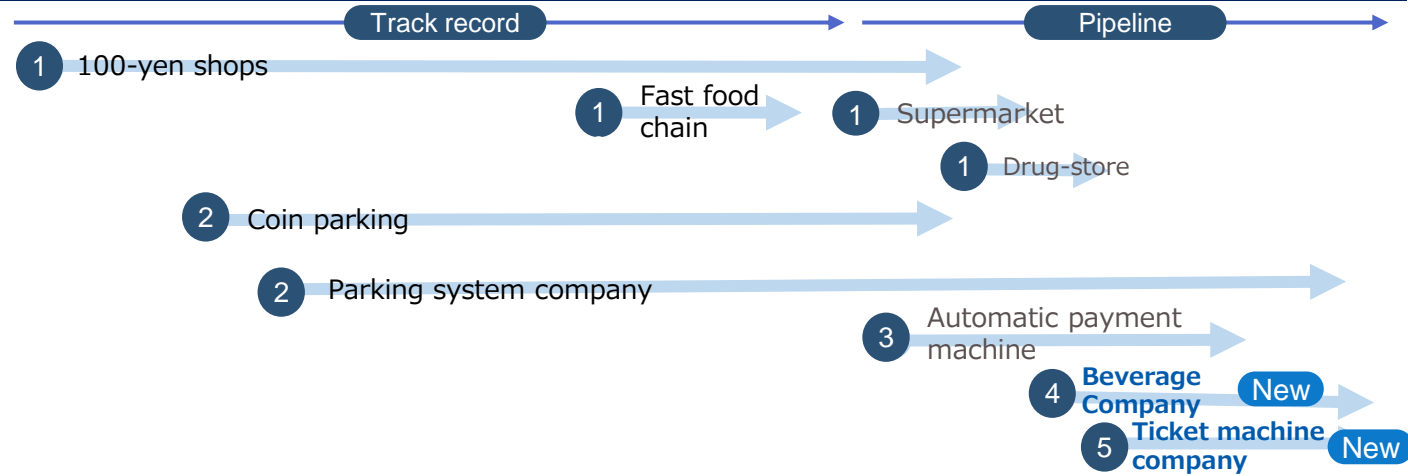 Track record
Pipeline
1 100-yen shops
1 Fast food
chain
1 Supermarket
1 Drug-store
2 Coin parking
2 Parking system company
3 Automatic payment
machine
4 Beverage
Company
New
5 Ticket machine
company
New